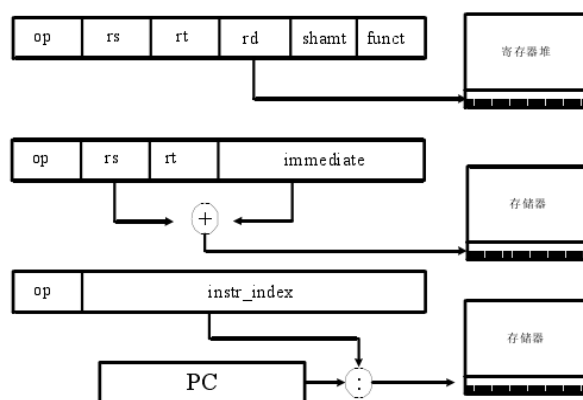 op rs rt rd shamt funct
寄存器堆
op rs rt immediate
+
存储器
op instr_index
存储器
PC :